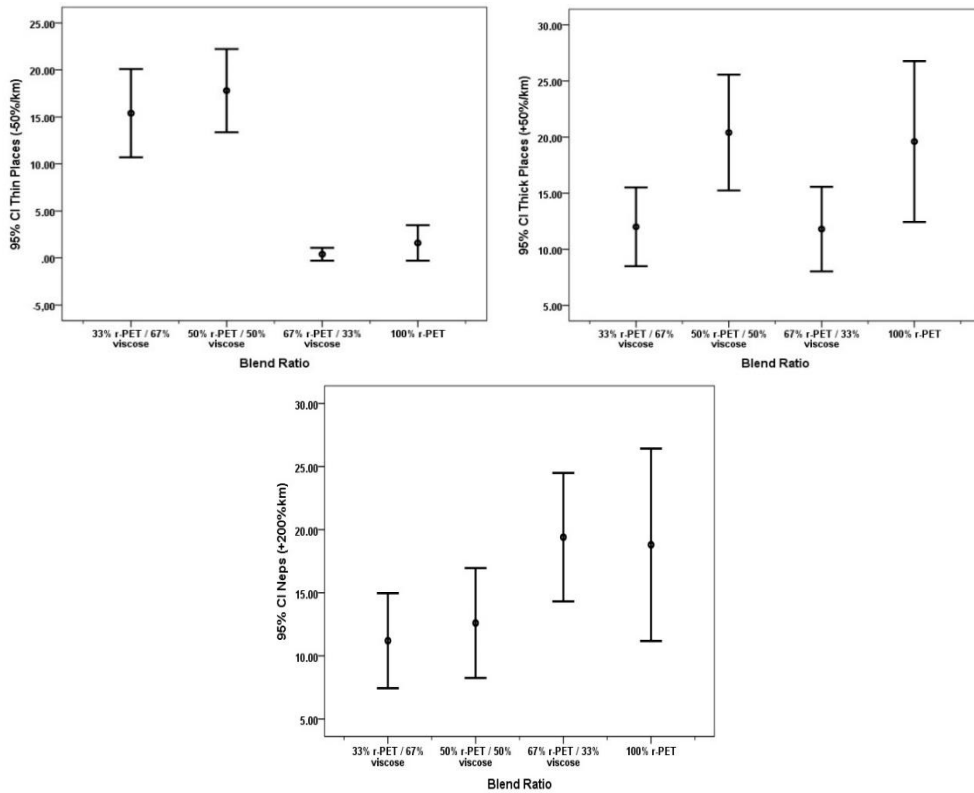 95% CI Thin Places (-50%/km)
25.00
20.00
15.00
10.00
5.00
.00
-5.00
33% r-PET / 67% viscose
50% r-PET / 50% viscose
67% r-PET / 33% viscose
100% r-PET
Blend Ratio
95% CI Thick Places (+50%/km)
30.00
25.00
20.00
15.00
10.00
5.00
33% r-PET / 67% viscose
50% r-PET / 50% viscose
67% r-PET / 33% viscose
100% r-PET
Blend Ratio
95% CI Neps (+200%km)
30.00
25.00
20.00
15.00
10.00
5.00
33% r-PET / 67% viscose
50% r-PET / 50% viscose
67% r-PET / 33% viscose
100% r-PET
Blend Ratio